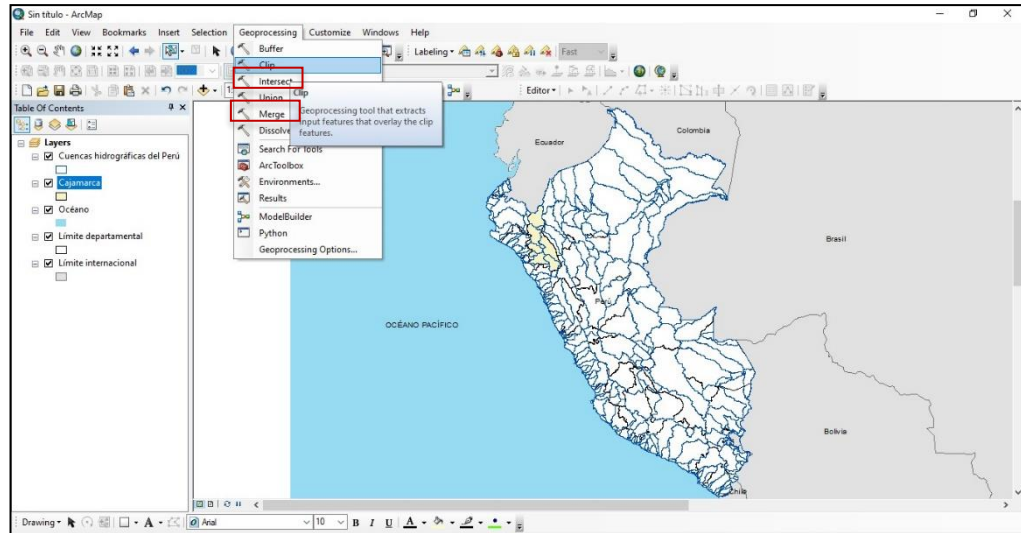 Sin título - ArcMap
File Edit View Bookmarks Insert Selection Geoprocessing Customize Windows Help
Labeling Fast
Editor
Table Of Contents
Layers
Cuencas hidrográficas del Perú
Cajamarca
Océano
Límite departamental
Límite internacional
Buffer
Clip
Intersect
Union
Merge
Dissolve
Search For Tools
ArcToolbox
Environments...
Results
ModelBuilder
Python
Geoprocessing Options...
Clip
Geoprocessing tool that extracts
input features that overlay the clip
features.
Ecuador
Colombia
Brasil
Perú
OCÉANO PACÍFICO
Bolivia
Chile
Drawing A Arial 10 B I U A